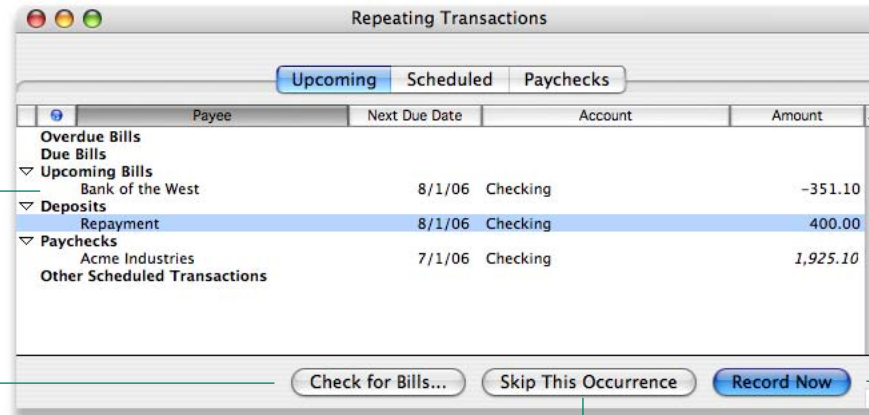 Repeating Transactions
Upcoming Scheduled Paychecks
Payee Next Due Date Account Amount
Overdue Bills
Due Bills
Upcoming Bills
Bank of the West 8/1/06 Checking -351.10
Deposits
Repayment 8/1/06 Checking 400.00
Paychecks
Acme Industries 7/1/06 Checking 1,925.10
Other Scheduled Transactions
Check for Bills... Skip This Occurrence Record Now